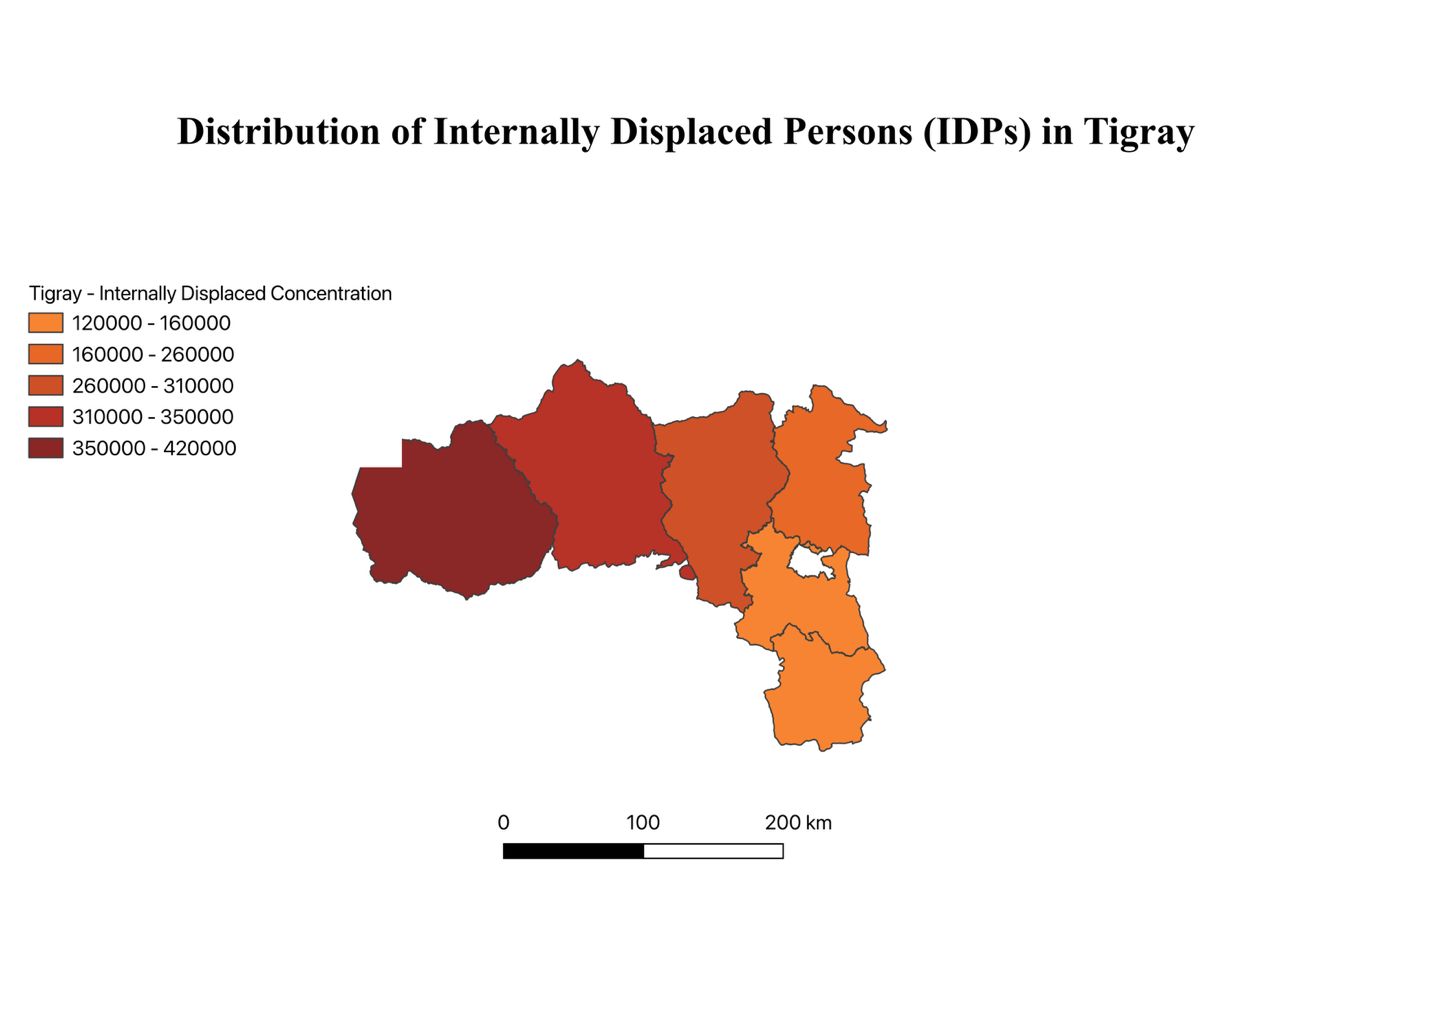 Distribution of Internally Displaced Persons (IDPs) in Tigray
Tigray - Internally Displaced Concentration
120000 - 160000
160000 - 260000
260000 - 310000
310000 - 350000
350000 - 420000
0 100 200 km